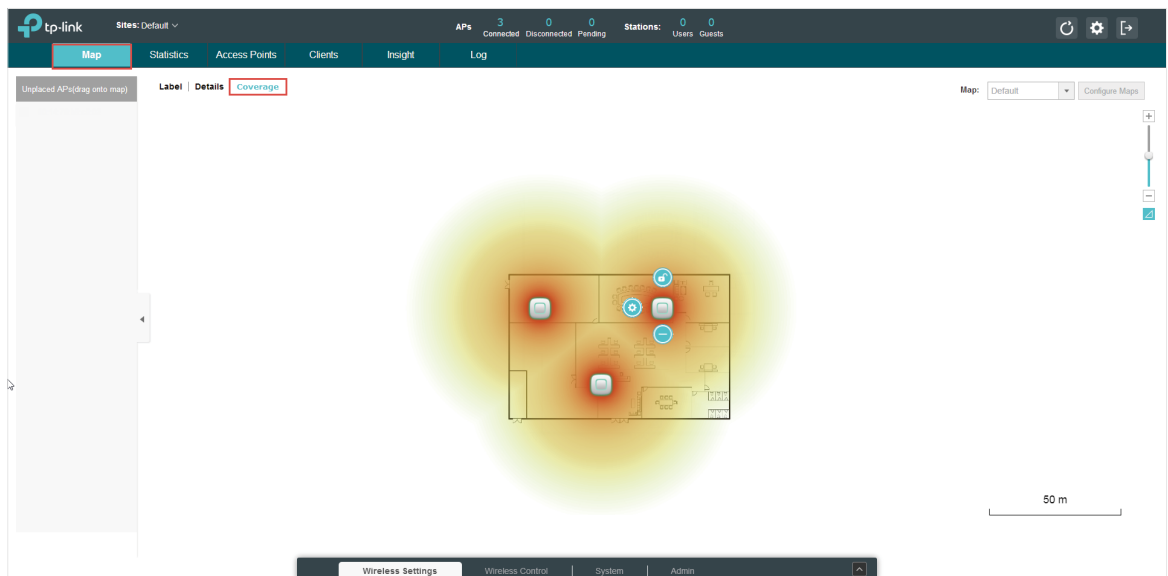 tp-link Sites: Default APs 3 0 0 Stations: 0 0
Connected Disconnected Pending Users Guests
Map Statistics Access Points Clients Insight Log
Unplaced APs(drag onto map) Label | Details Coverage Map: Default Configure Maps
50 m
Wireless Settings Wireless Control | System | Admin